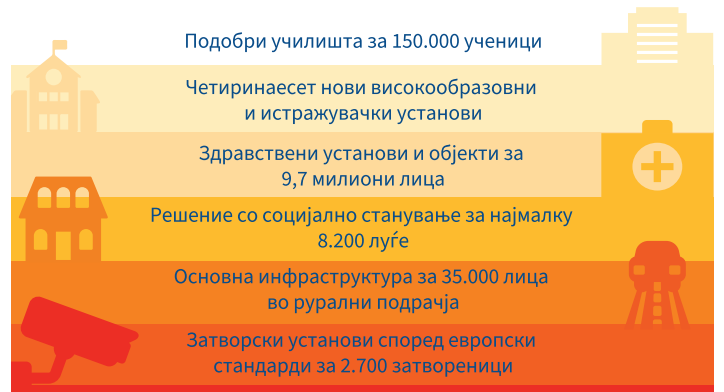 Подобри училишта за 150.000 ученици
Четиринаесет нови високообразовни
и истражувачки установи
Здравствени установи и објекти за
9,7 милиони лица
Решение со социјално станување за најмалку
8.200 луѓе
Основна инфраструктура за 35.000 лица
во рурални подрачја
Затворски установи според европски
стандарди за 2.700 затвореници